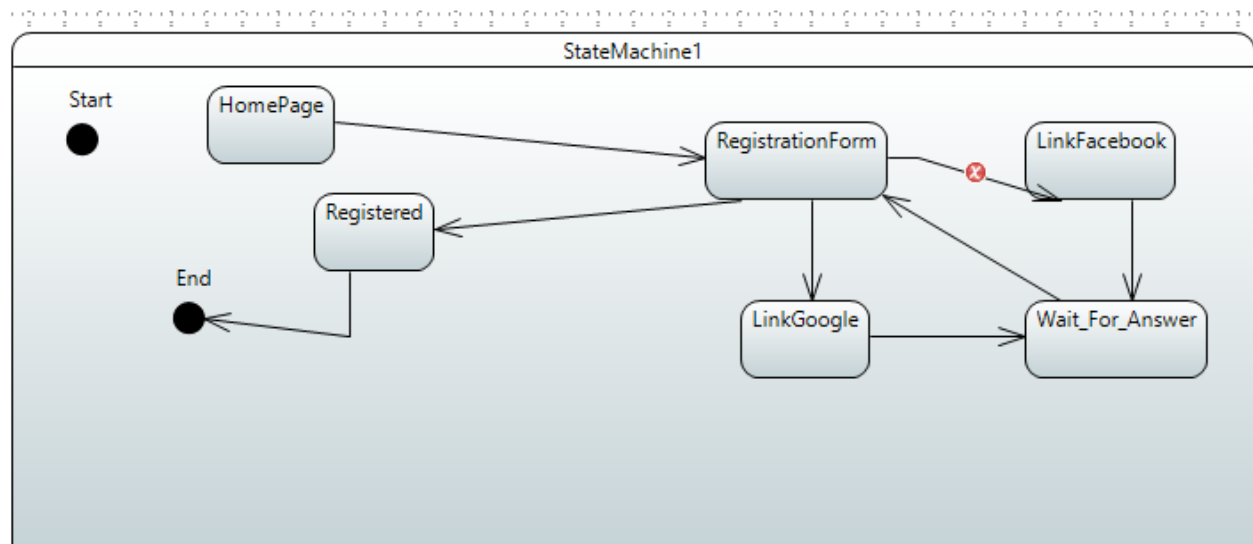 StateMachine1
Start
HomePage
RegistrationForm
LinkFacebook
Registered
End
LinkGoogle
Wait_For_Answer